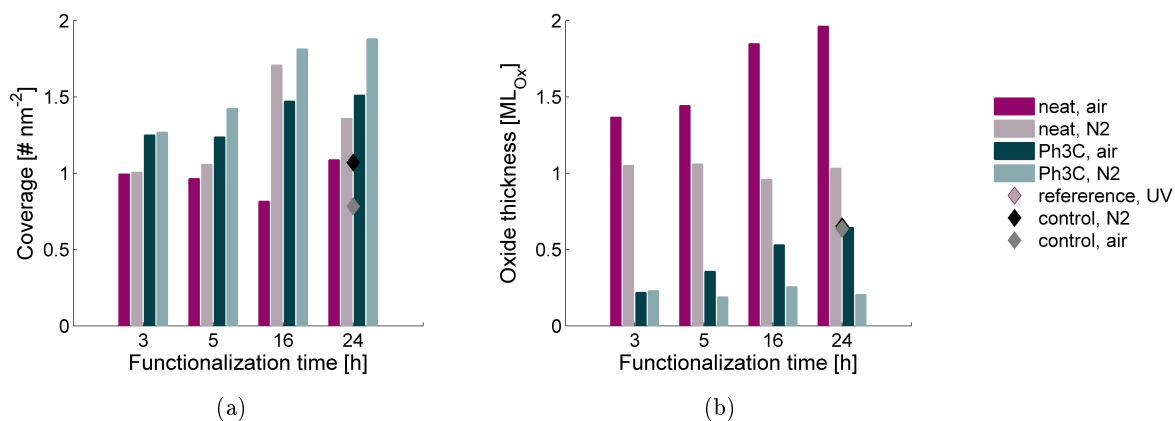 2
1.5
1
0.5
0
Coverage [# nm-2]
3 5 16 24
Functionalization time [h]
(a)
2
1.5
1
0.5
0
Oxide thickness [MLOx]
3 5 16 24
Functionalization time [h]
(b)
neat, air
neat, N2
Ph3C, air
Ph3C, N2
refererence, UV
control, N2
control, air